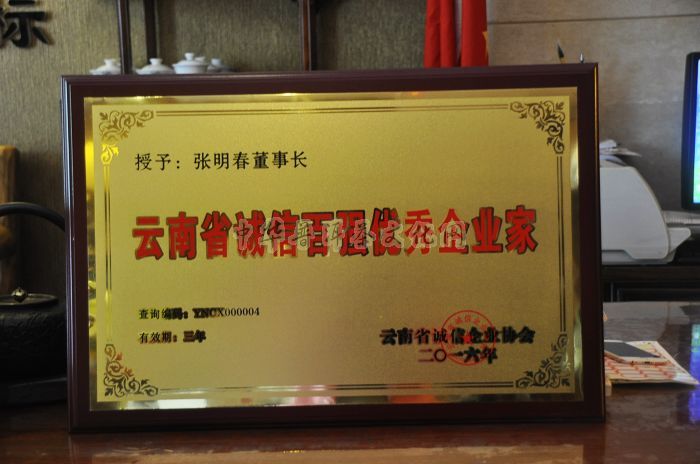 标
授予：张明春董事长
云南省诚信百强优秀企业家
查询编码：YNCX000004
有效期：三年
云南省诚信企业协会
二〇一六年